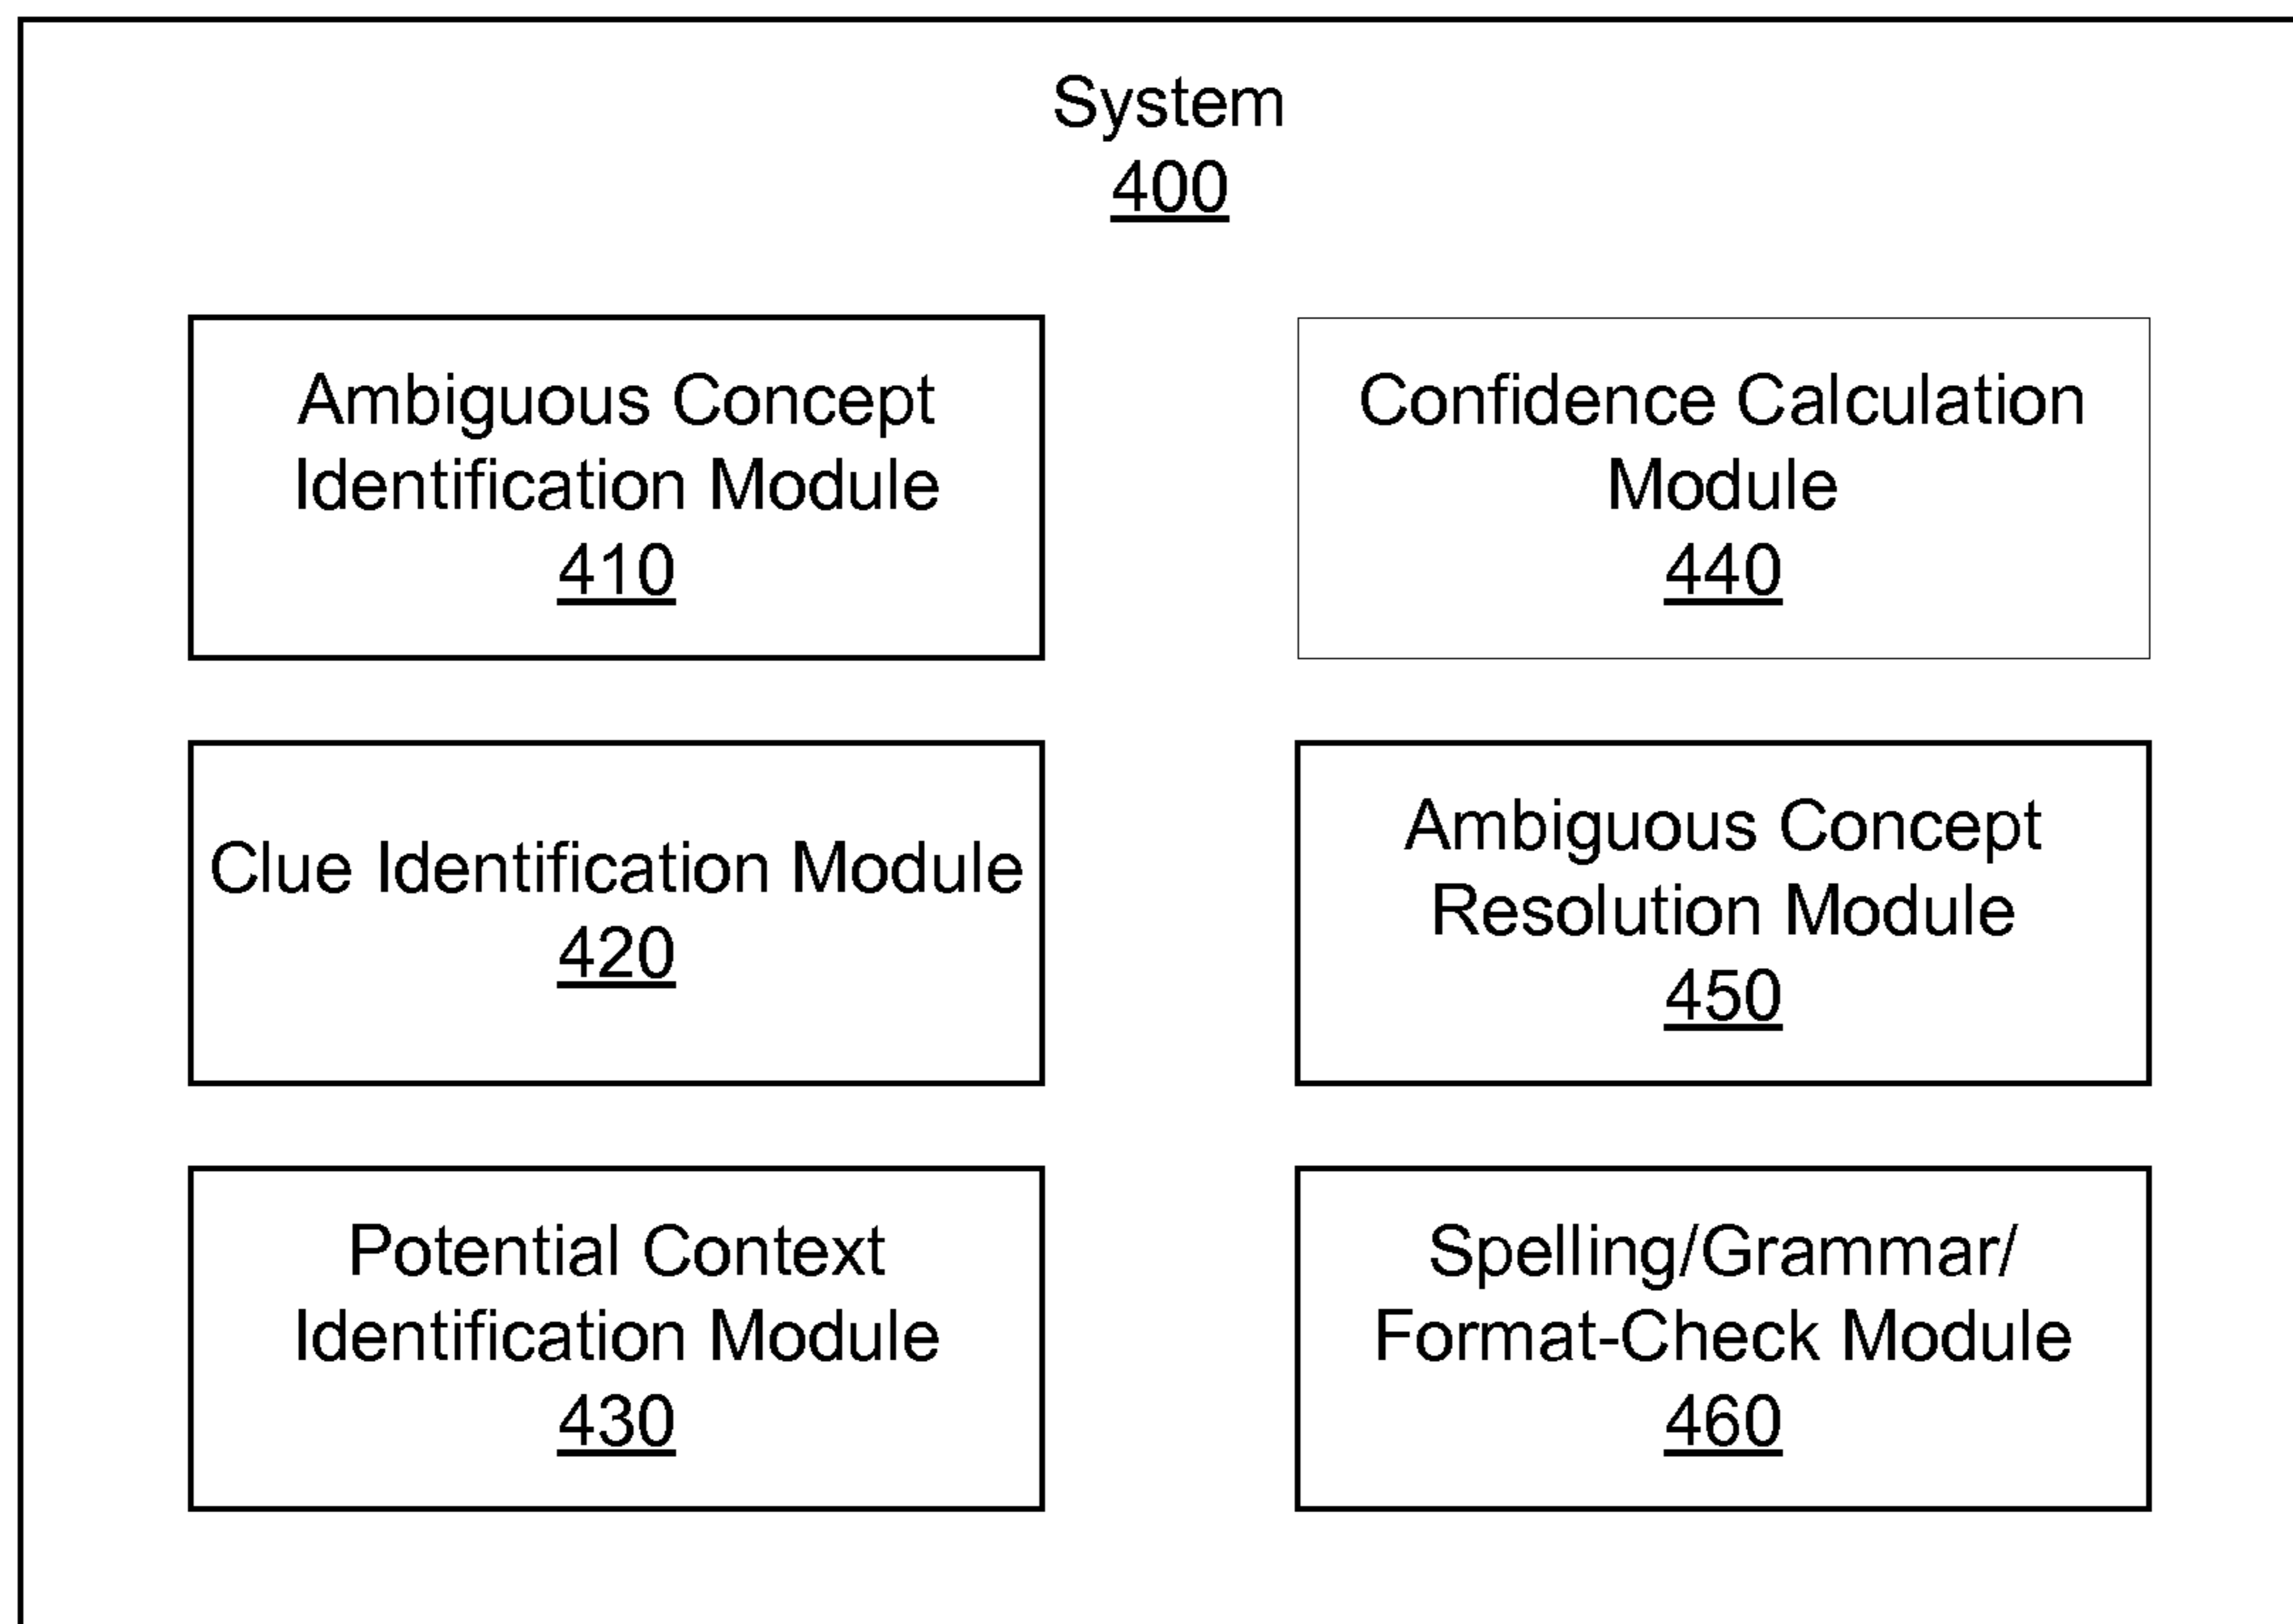 System
400
Ambiguous Concept
Identification Module
410
Clue Identification Module
420
Potential Context
Identification Module
430
Confidence Calculation
Module
440
Ambiguous Concept
Resolution Module
450
Spelling/Grammar/
Format-Check Module
460